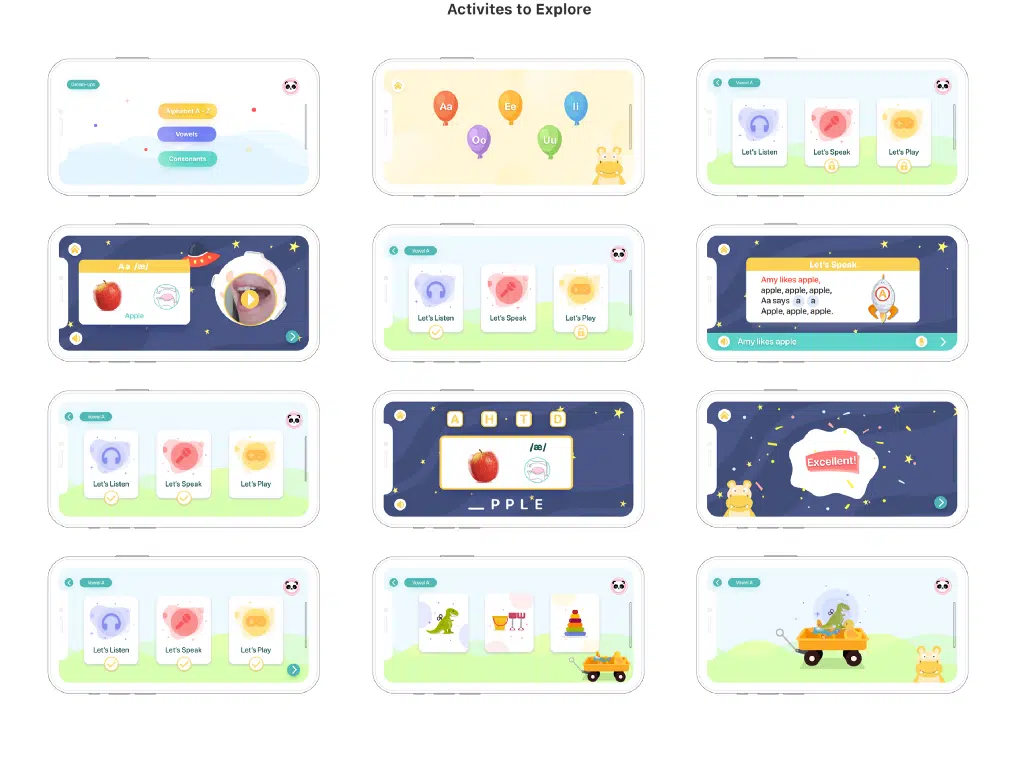 Activites to Explore
Grown-ups
Alphabet A - Z
Vowels
Consonants
Aa
Ee
Ii
Oo
Uu
Vowel A
Let's Listen
Let's Speak
Let's Play
Aa /æ/
Apple
Vowel A
Let's Listen
Let's Speak
Let's Play
Let's Speak
Amy likes apple,
apple, apple, apple,
Aa says a a
Apple, apple, apple.
A
Amy likes apple
Vowel A
Let's Listen
Let's Speak
Let's Play
A H T D
/æ/
_ P P L E
Excellent!
Vowel A
Let's Listen
Let's Speak
Let's Play
Vowel A
Vowel A